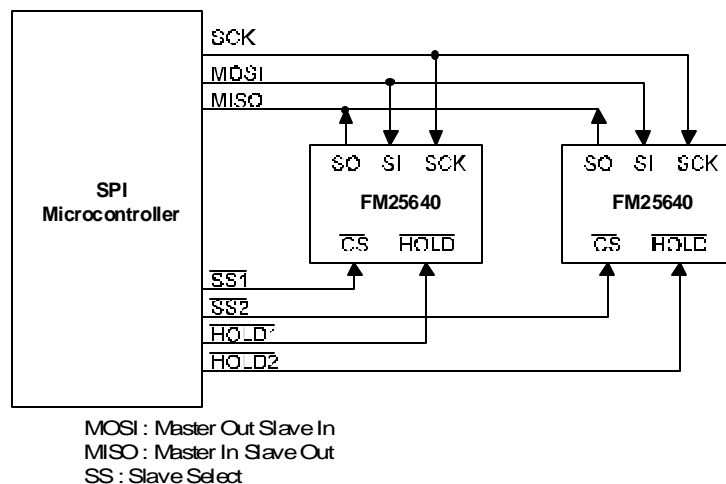 SCK
MOSI
MISO
SO SI SCK
SO SI SCK
SPI
Microcontroller
FM25640
FM25640
CS HOLD
CS HOLD
SS1
SS2
HOLD1
HOLD2
MOSI : Master Out Slave In
MISO : Master In Slave Out
SS : Slave Select